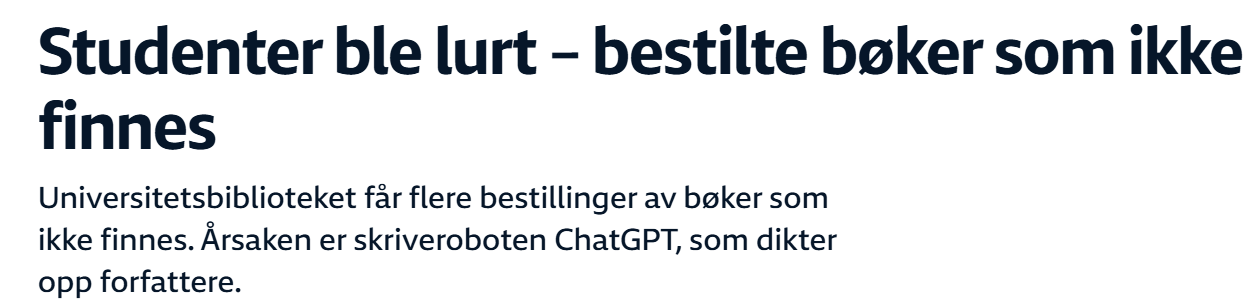 Studenter ble lurt – bestilte bøker som ikke
finnes
Universitetsbiblioteket får flere bestillinger av bøker som
ikke finnes. Årsaken er skriveroboten ChatGPT, som dikter
opp forfattere.